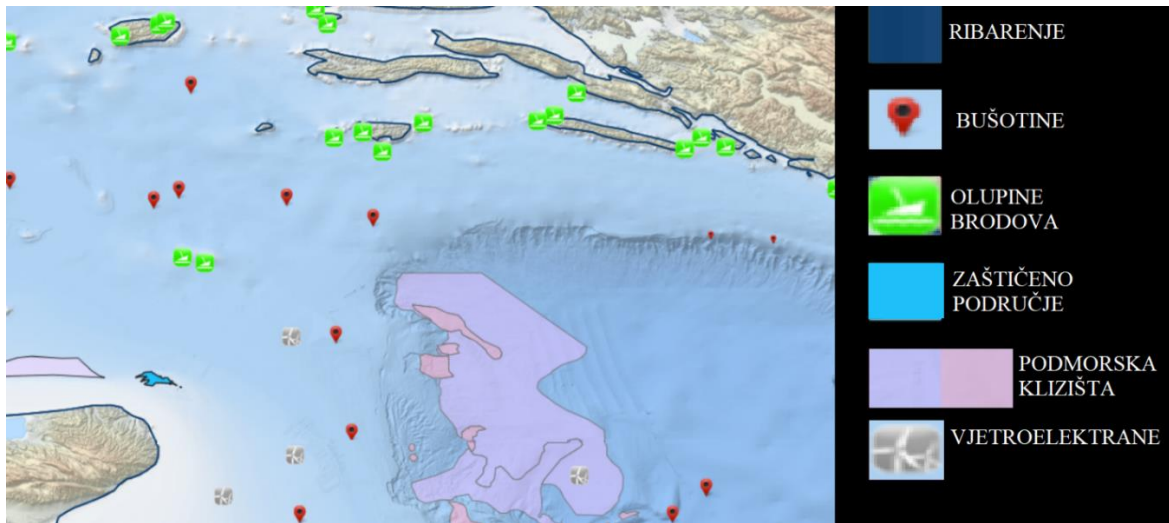 RIBARENJE
BUŠOTINE
OLUPINE
BRODOVA
ZAŠTIČENO
PODRUČJE
PODMORSKA
KLIZIŠTA
VJETROELEKTRANE